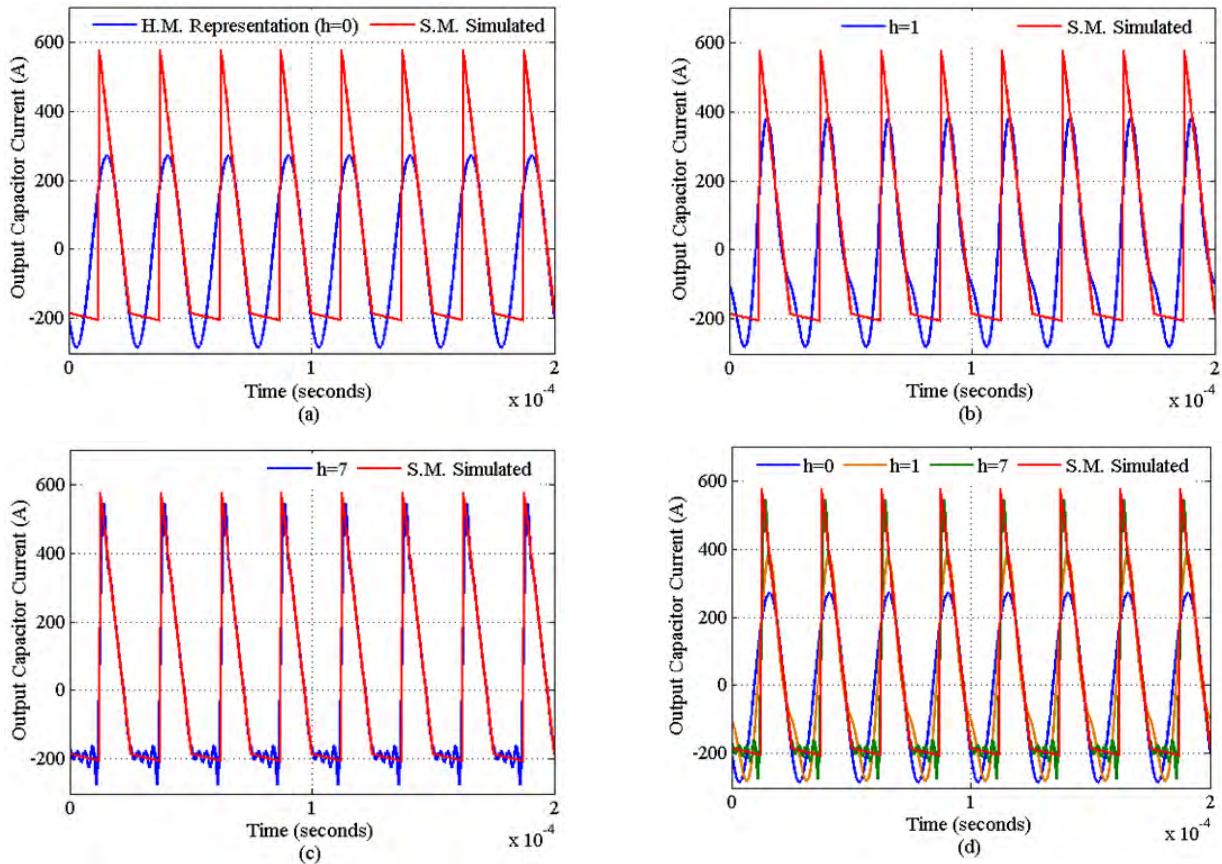 H.M. Representation (h=0) S.M. Simulated
600
400
200
0
-200
Output Capacitor Current (A)
0 1 2
Time (seconds)
x 10-4
(a)
h=1 S.M. Simulated
600
400
200
0
-200
Output Capacitor Current (A)
0 1 2
Time (seconds)
x 10-4
(b)
h=7 S.M. Simulated
600
400
200
0
-200
Output Capacitor Current (A)
0 1 2
Time (seconds)
x 10-4
(c)
h=0 h=1 h=7 S.M. Simulated
600
400
200
0
-200
Output Capacitor Current (A)
0 1 2
Time (seconds)
x 10-4
(d)